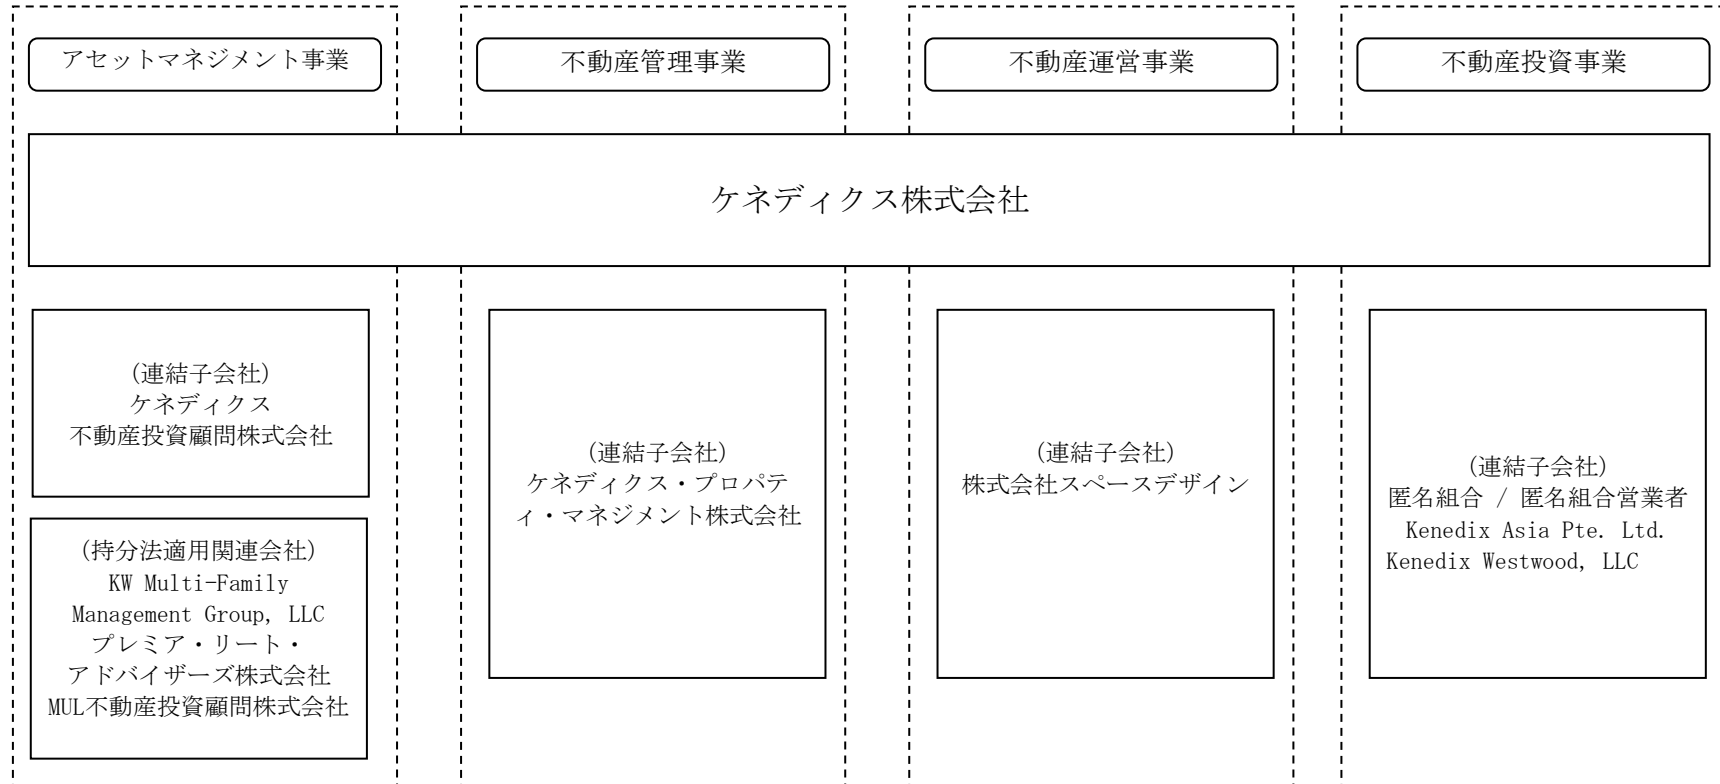 アセットマネジメント事業
不動産管理事業
不動産運営事業
不動産投資事業
ケネディクス株式会社
（連結子会社）
ケネディクス
不動産投資顧問株式会社
（持分法適用関連会社）
KW Multi-Family
Management Group, LLC
プレミア・リート・
アドバイザーズ株式会社
MUL不動産投資顧問株式会社
（連結子会社）
ケネディクス・プロパテ
ィ・マネジメント株式会社
（連結子会社）
株式会社スペースデザイン
（連結子会社）
匿名組合 / 匿名組合営業者
Kenedix Asia Pte. Ltd.
Kenedix Westwood, LLC